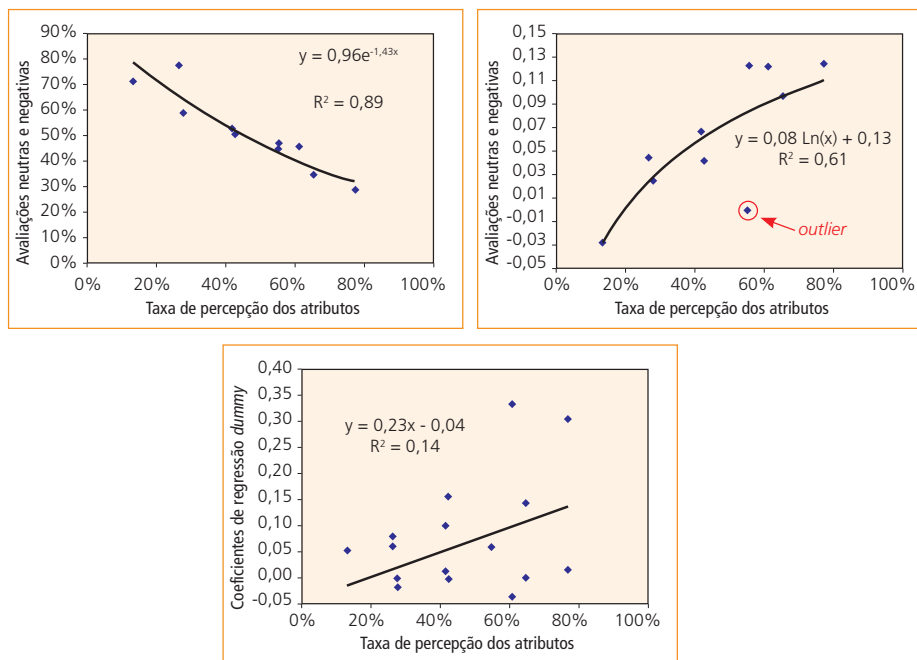 Avaliações neutras e negativas
90%
80%
70%
60%
50%
40%
30%
20%
10%
0%
y = 0,96e-1,43x
R² = 0,89
0% 20% 40% 60% 80% 100%
Taxa de percepção dos atributos
Avaliações neutras e negativas
0,15
0,13
0,11
0,09
0,07
0,05
0,03
0,01
-0,01
-0,03
-0,05
y = 0,08 Ln(x) + 0,13
R² = 0,61
outlier
0% 20% 40% 60% 80% 100%
Taxa de percepção dos atributos
Coeficientes de regressão dummy
0,40
0,35
0,30
0,25
0,20
0,15
0,10
0,05
0,00
-0,05
y = 0,23x - 0,04
R² = 0,14
0% 20% 40% 60% 80% 100%
Taxa de percepção dos atributos